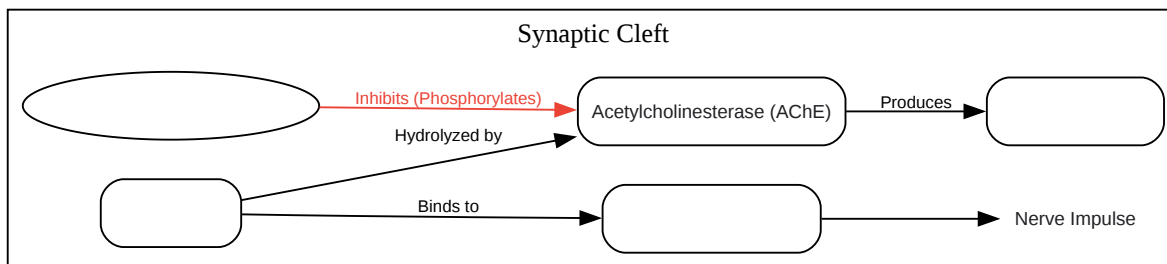 Synaptic Cleft
Inhibits (Phosphorylates)
Acetylcholinesterase (AChE)
Produces
Hydrolyzed by
Binds to
Nerve Impulse